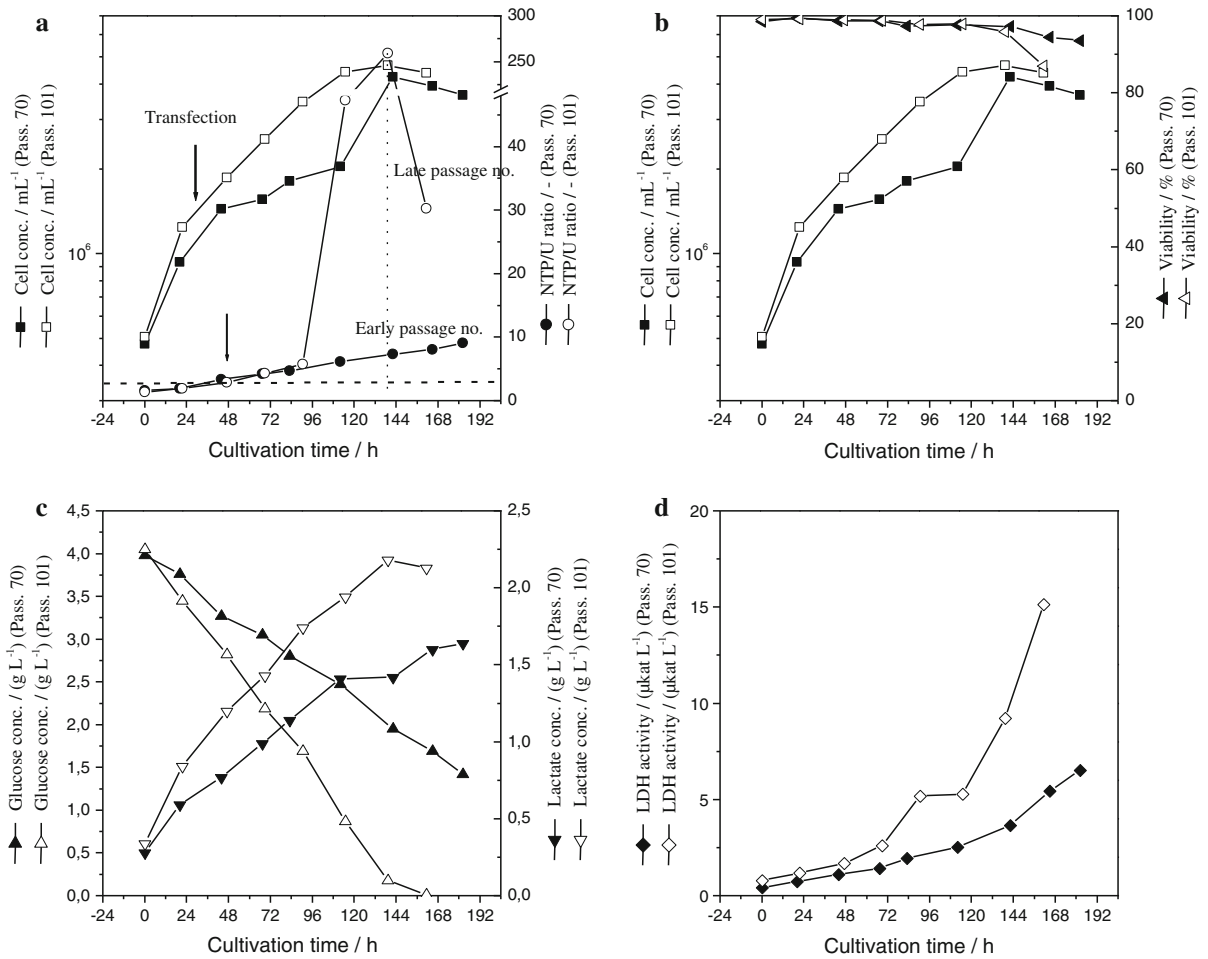 a
300
250
40
30
20
10
0
10⁶
Transfection
Late passage no.
Early passage no.
-24 0 24 48 72 96 120 144 168 192
Cultivation time / h
Cell conc. / mL⁻¹ (Pass. 70)
Cell conc. / mL⁻¹ (Pass. 101)
NTP/U ratio / - (Pass. 70)
NTP/U ratio / - (Pass. 101)
b
100
80
60
40
20
0
10⁶
-24 0 24 48 72 96 120 144 168 192
Cultivation time / h
Cell conc. / mL⁻¹ (Pass. 70)
Cell conc. / mL⁻¹ (Pass. 101)
Viability / % (Pass. 70)
Viability / % (Pass. 101)
c
4,5
4,0
3,5
3,0
2,5
2,0
1,5
1,0
0,5
0,0
2,5
2,0
1,5
1,0
0,5
0,0
-24 0 24 48 72 96 120 144 168 192
Cultivation time / h
Glucose conc. / (g L⁻¹) (Pass. 70)
Glucose conc. / (g L⁻¹) (Pass. 101)
Lactate conc. / (g L⁻¹) (Pass. 70)
Lactate conc. / (g L⁻¹) (Pass. 101)
d
20
15
10
5
0
-24 0 24 48 72 96 120 144 168 192
Cultivation time / h
LDH activity / (µkat L⁻¹) (Pass. 70)
LDH activity / (µkat L⁻¹) (Pass. 101)